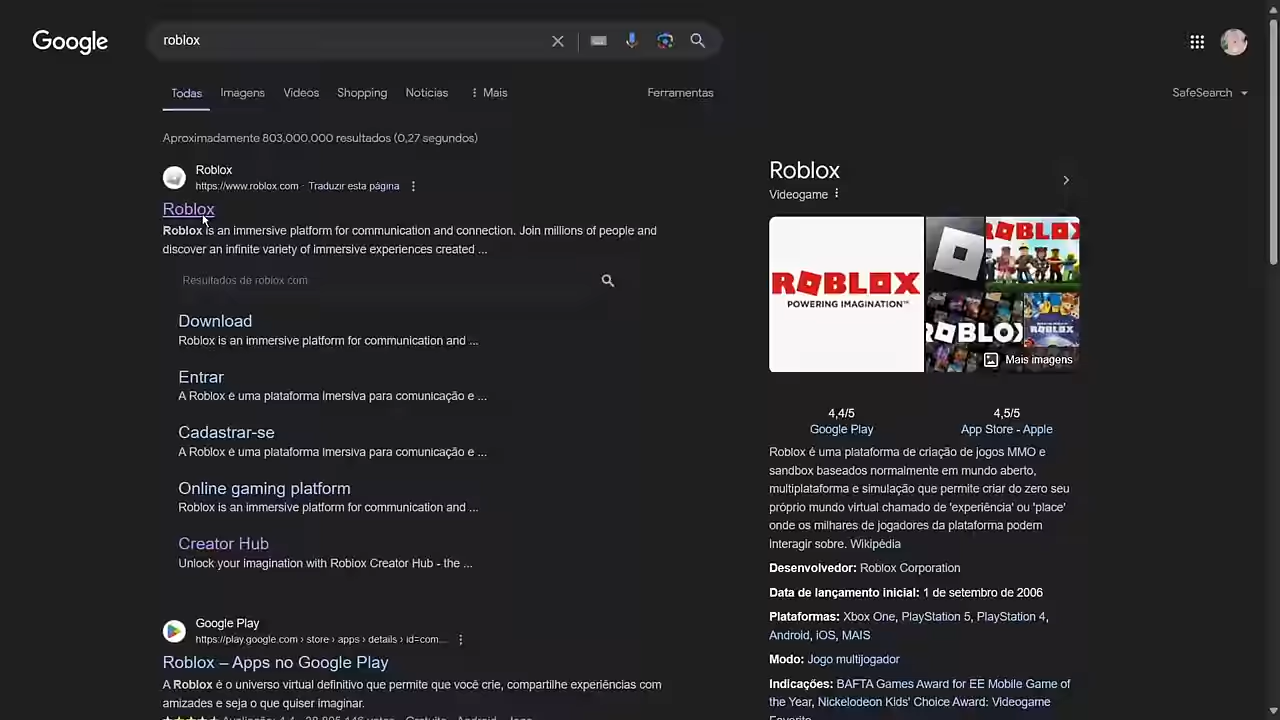 Google
roblox
Todas Imagens Vídeos Shopping Notícias Mais Ferramentas SafeSearch
Aproximadamente 803.000.000 resultados (0,27 segundos)
Roblox
https://www.roblox.com · Traduzir esta página
Roblox
Roblox is an immersive platform for communication and connection. Join millions of people and
discover an infinite variety of immersive experiences created ...
Resultados de roblox.com
Download
Roblox is an immersive platform for communication and ...
Entrar
A Roblox é uma plataforma imersiva para comunicação e ...
Cadastrar-se
A Roblox é uma plataforma imersiva para comunicação e ...
Online gaming platform
Roblox is an immersive platform for communication and ...
Creator Hub
Unlock your imagination with Roblox Creator Hub - the ...
Google Play
https://play.google.com › store › apps › details › id=com...
Roblox – Apps no Google Play
A Roblox é o universo virtual definitivo que permite que você crie, compartilhe experiências com
amizades e seja o que quiser imaginar.
Roblox
Videogame
ROBLOX
POWERING IMAGINATION™
ROBLOX
ROBLOX
ROBLOX
Mais imagens
4,4/5 4,5/5
Google Play App Store - Apple
Roblox é uma plataforma de criação de jogos MMO e
sandbox baseados normalmente em mundo aberto,
multiplataforma e simulação que permite criar do zero seu
próprio mundo virtual chamado de 'experiência' ou 'place'
onde os milhares de jogadores da plataforma podem
interagir sobre. Wikipédia
Desenvolvedor: Roblox Corporation
Data de lançamento inicial: 1 de setembro de 2006
Plataformas: Xbox One, PlayStation 5, PlayStation 4,
Android, iOS, MAIS
Modo: Jogo multijogador
Indicações: BAFTA Games Award for EE Mobile Game of
the Year, Nickelodeon Kids' Choice Award: Videogame
Favorito